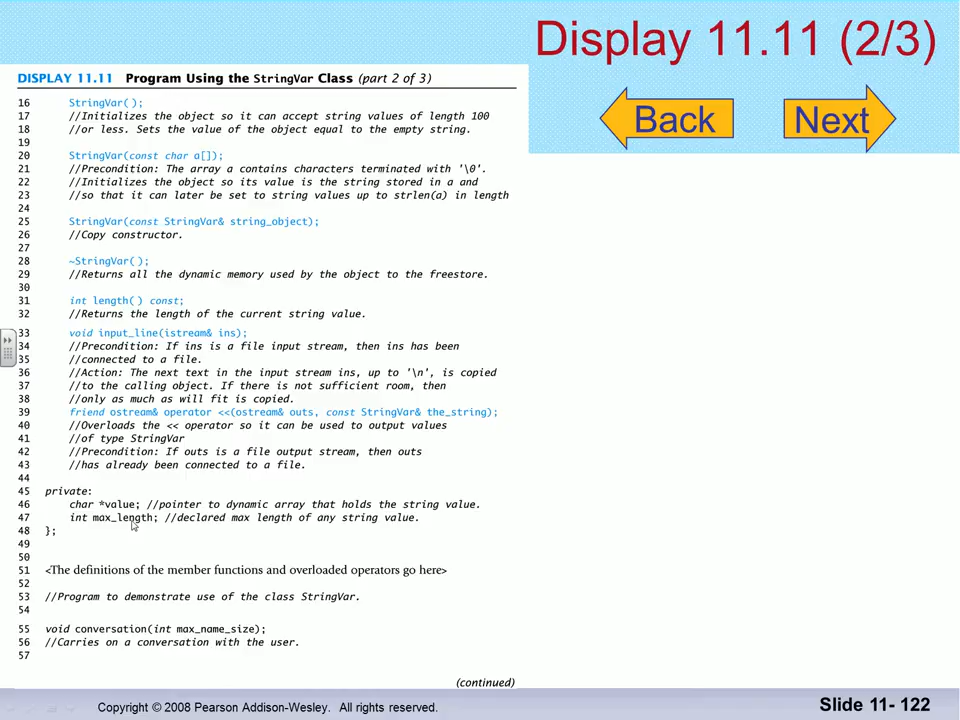 Display 11.11 (2/3)
Back
Next
DISPLAY 11.11 Program Using the StringVar Class (part 2 of 3)
16 StringVar( );
17 //Initializes the object so it can accept string values of length 100
18 //or less. Sets the value of the object equal to the empty string.
19
20 StringVar(const char a[]);
21 //Precondition: The array a contains characters terminated with '\0'.
22 //Initializes the object so its value is the string stored in a and
23 //so that it can later be set to string values up to strlen(a) in length
24
25 StringVar(const StringVar& string_object);
26 //Copy constructor.
27
28 ~StringVar( );
29 //Returns all the dynamic memory used by the object to the freestore.
30
31 int length( ) const;
32 //Returns the length of the current string value.
33 void input_line(istream& ins);
34 //Precondition: If ins is a file input stream, then ins has been
35 //connected to a file.
36 //Action: The next text in the input stream ins, up to '\n', is copied
37 //to the calling object. If there is not sufficient room, then
38 //only as much as will fit is copied.
39 friend ostream& operator <<(ostream& outs, const StringVar& the_string);
40 //Overloads the << operator so it can be used to output values
41 //of type StringVar
42 //Precondition: If outs is a file output stream, then outs
43 //has already been connected to a file.
44
45 private:
46 char *value; //pointer to dynamic array that holds the string value.
47 int max_length; //declared max length of any string value.
48 };
49
50
51 <The definitions of the member functions and overloaded operators go here>
52
53 //Program to demonstrate use of the class StringVar.
54
55 void conversation(int max_name_size);
56 //Carries on a conversation with the user.
57
(continued)
Copyright © 2008 Pearson Addison-Wesley. All rights reserved.
Slide 11- 122